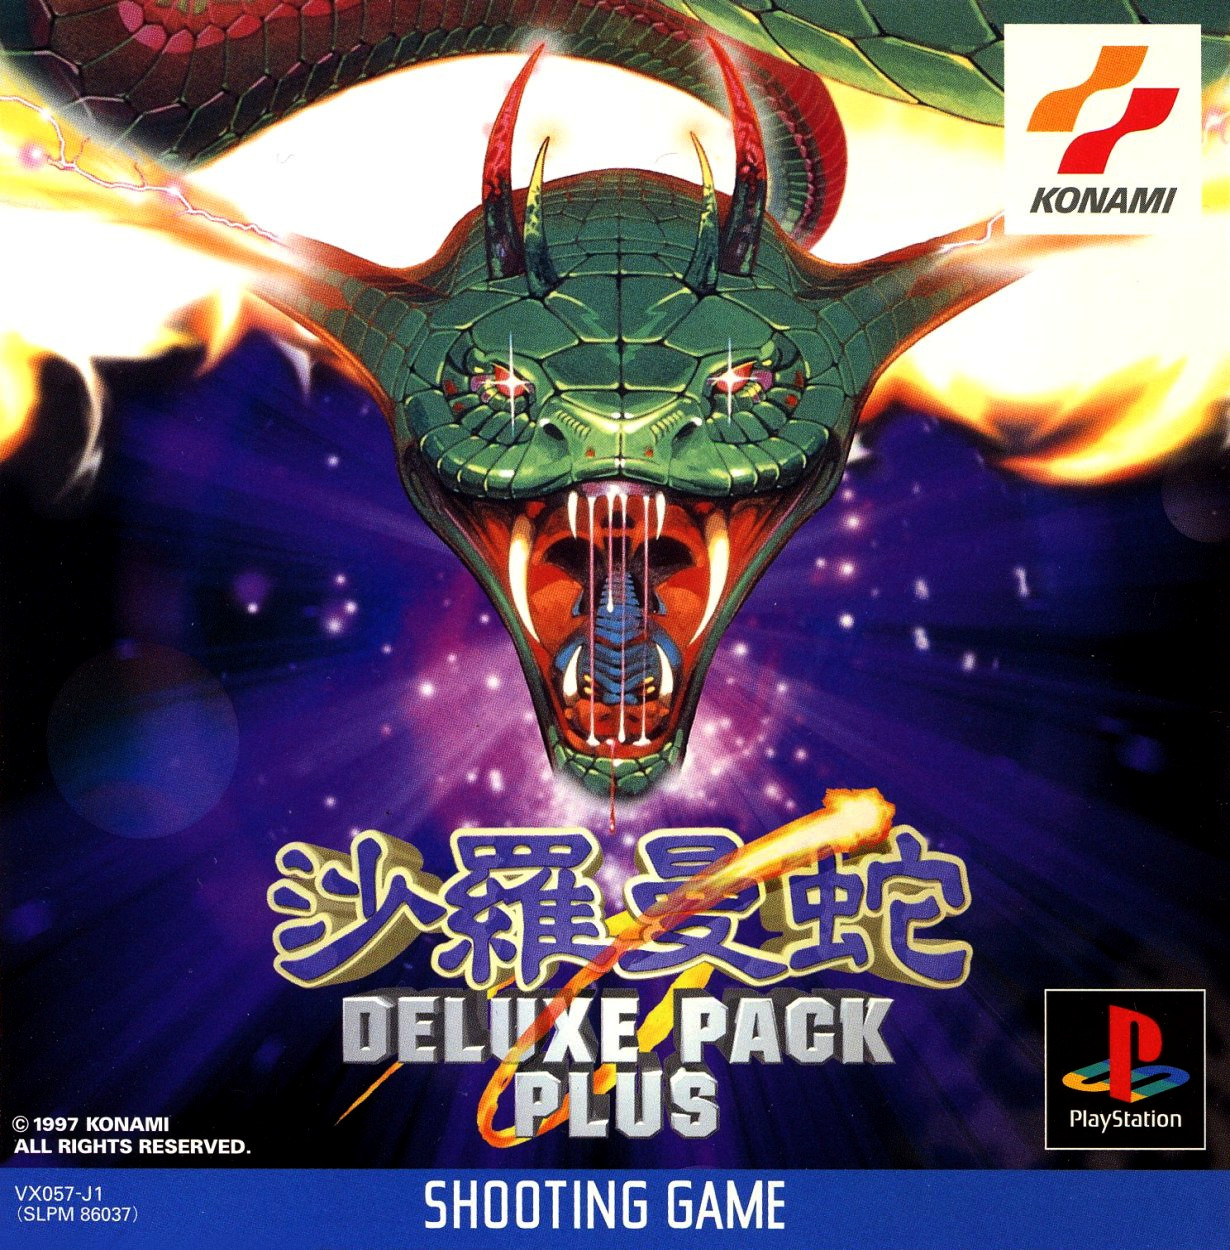 KONAMI
沙羅曼蛇
DELUXE PACK
PLUS
PlayStation
©1997 KONAMI
ALL RIGHTS RESERVED.
VX057-J1
(SLPM 86037)
SHOOTING GAME